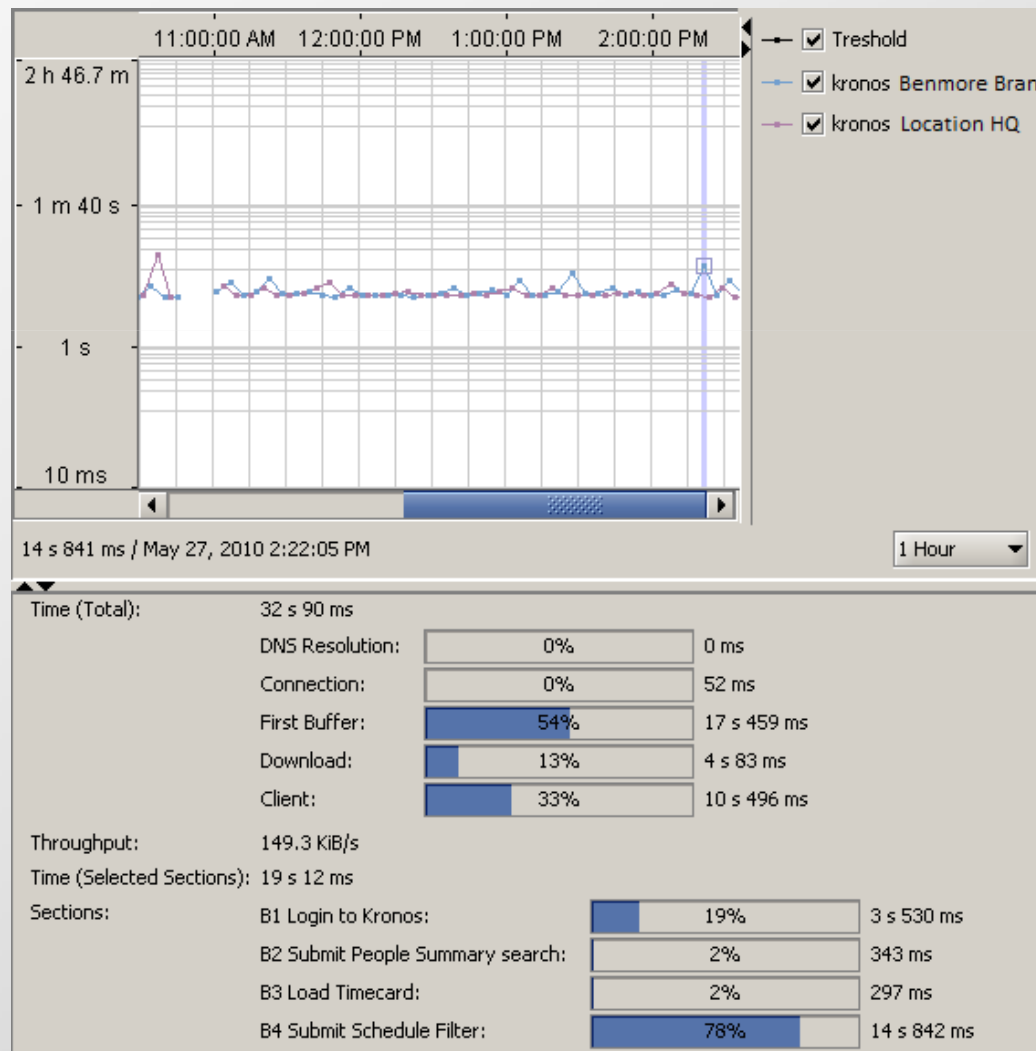 11:00:00 AM 12:00:00 PM 1:00:00 PM 2:00:00 PM
Treshold
2 h 46.7 m
kronos Benmore Bran
kronos Location HQ
1 m 40 s
1 s
10 ms
14 s 841 ms / May 27, 2010 2:22:05 PM
1 Hour
Time (Total): 32 s 90 ms
DNS Resolution: 0% 0 ms
Connection: 0% 52 ms
First Buffer: 54% 17 s 459 ms
Download: 13% 4 s 83 ms
Client: 33% 10 s 496 ms
Throughput: 149.3 KiB/s
Time (Selected Sections): 19 s 12 ms
Sections: B1 Login to Kronos: 19% 3 s 530 ms
B2 Submit People Summary search: 2% 343 ms
B3 Load Timecard: 2% 297 ms
B4 Submit Schedule Filter: 78% 14 s 842 ms